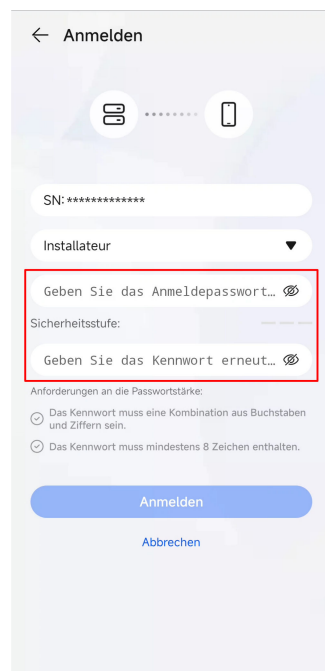 Anmelden
SN:*************
Installateur
Geben Sie das Anmeldepasswort…
Sicherheitsstufe:
Geben Sie das Kennwort erneut…
Anforderungen an die Passwortstärke:
Das Kennwort muss eine Kombination aus Buchstaben
und Ziffern sein.
Das Kennwort muss mindestens 8 Zeichen enthalten.
Anmelden
Abbrechen